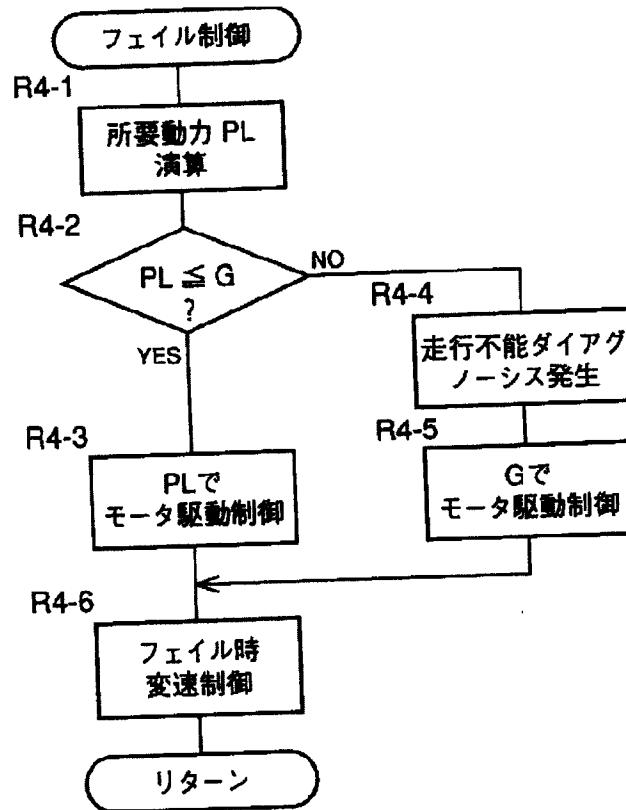 フェイル制御
R4-1
所要動力 PL
演算
R4-2
PL ≦ G
?
NO
YES
R4-4
走行不能ダイアグ
ノーシス発生
R4-3
PLで
モータ駆動制御
R4-5
Gで
モータ駆動制御
R4-6
フェイル時
変速制御
リターン